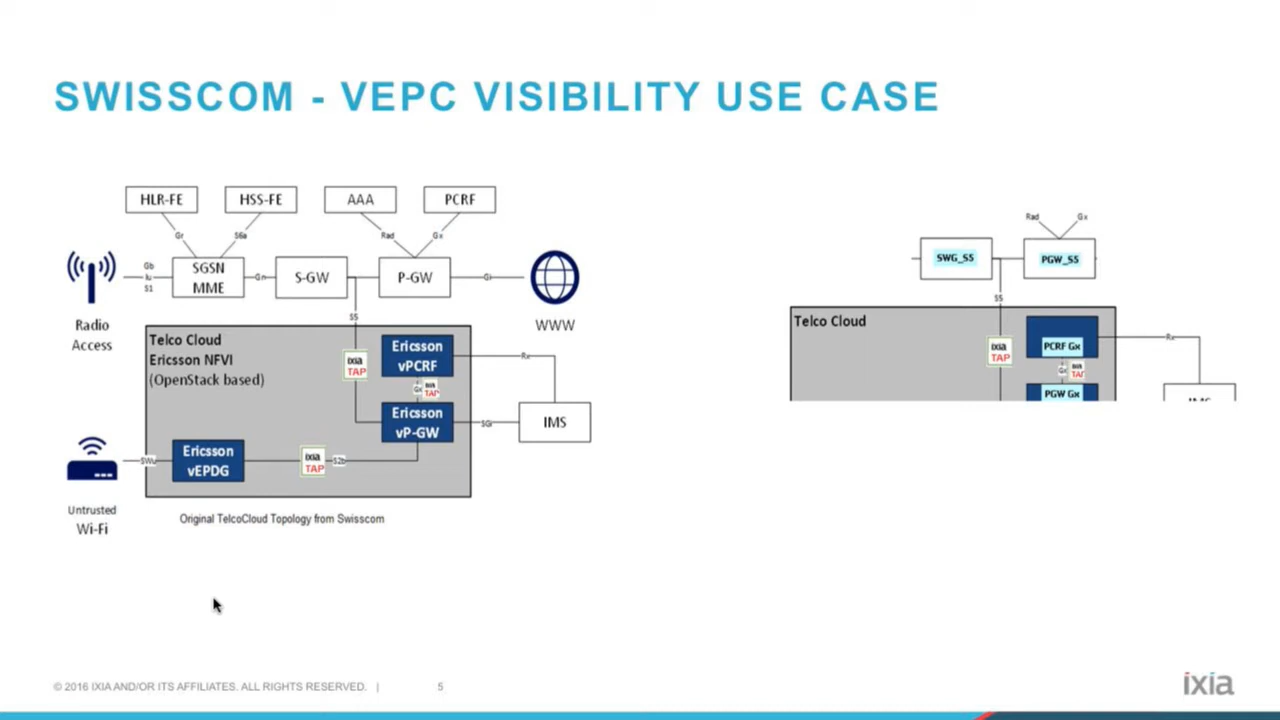 SWISSCOM - VEPC VISIBILITY USE CASE
HLR-FE
HSS-FE
AAA
PCRF
Gr
S6a
Rad
Gx
Gb
Iu
S1
SGSN
MME
Gn
S-GW
P-GW
Gi
Radio
Access
WWW
S5
Telco Cloud
Ericsson NFVI
(OpenStack based)
ixia
TAP
Ericsson
vPCRF
Rx
Gx
ixia
TAP
Ericsson
vP-GW
SGi
IMS
Ericsson
vEPDG
SWu
ixia
TAP
S2b
Untrusted
Wi-Fi
Original TelcoCloud Topology from Swisscom
Rad
Gx
SWG_S5
PGW_S5
S5
Telco Cloud
ixia
TAP
PCRF Gx
Rx
Gx
ixia
TAP
PGW Gx
IMS
© 2016 IXIA AND/OR ITS AFFILIATES. ALL RIGHTS RESERVED. |
5
ixia